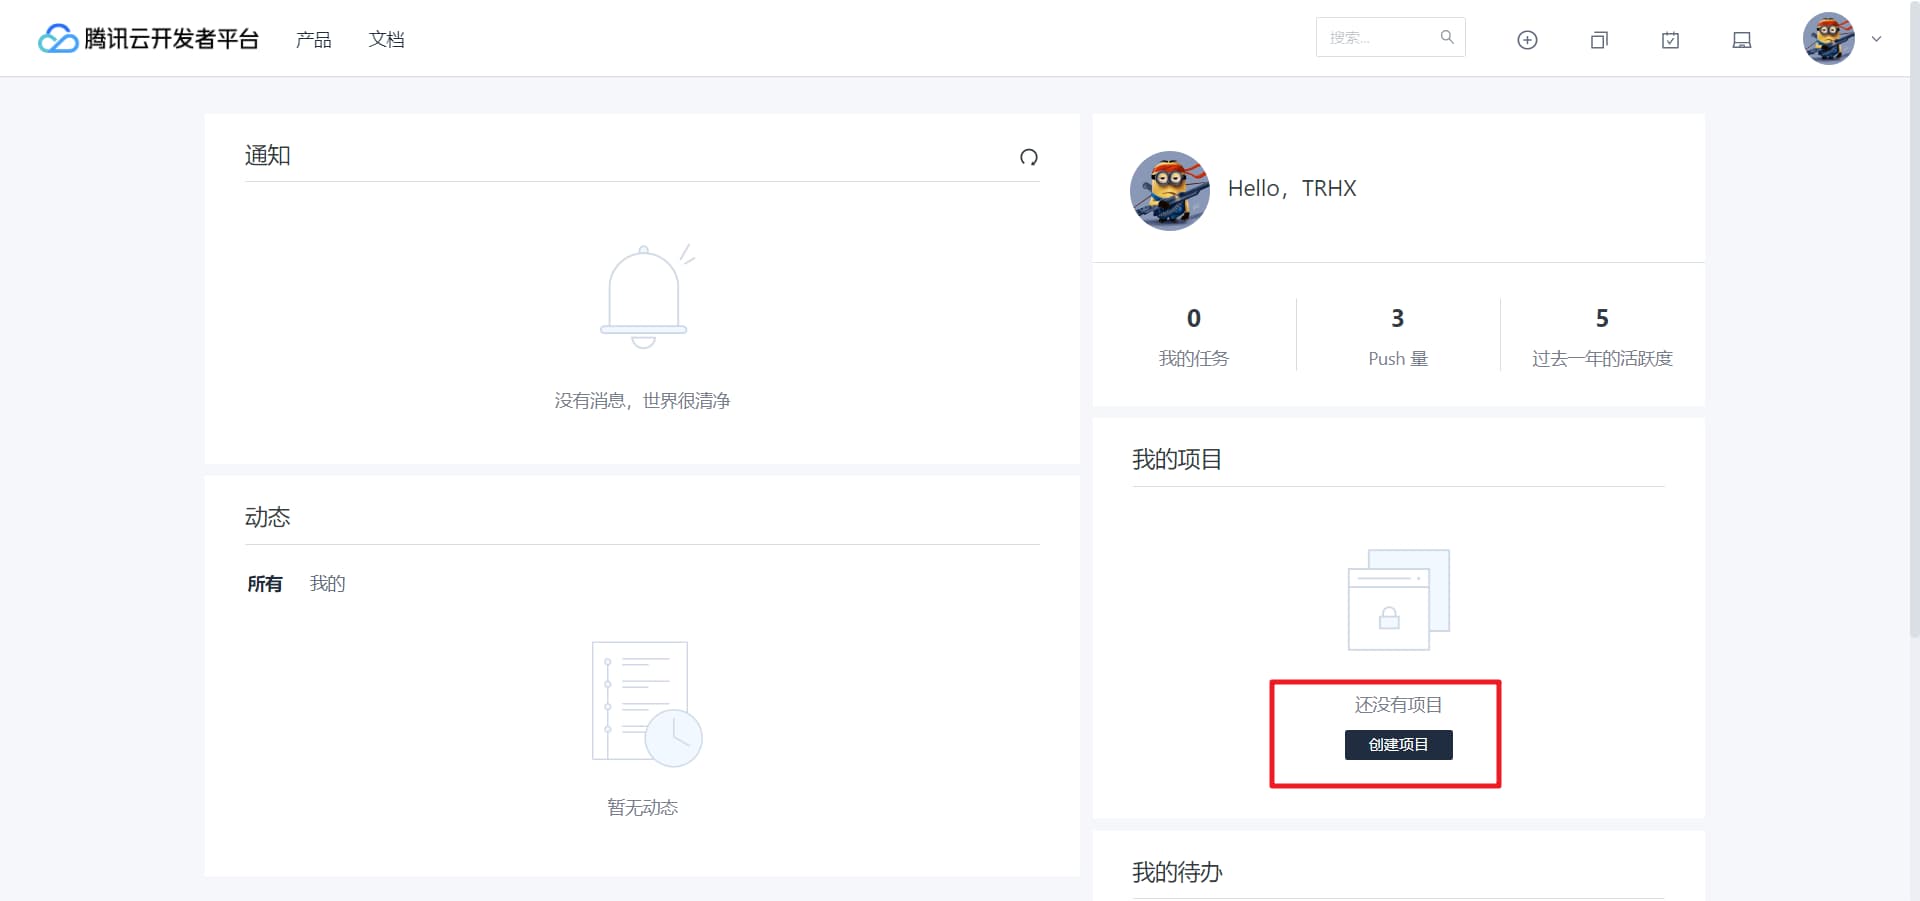 腾讯云开发者平台 产品 文档 搜索...
通知
没有消息，世界很清净
动态
所有 我的
暂无动态
Hello，TRHX
0 3 5
我的任务 Push 量 过去一年的活跃度
我的项目
还没有项目
创建项目
我的待办